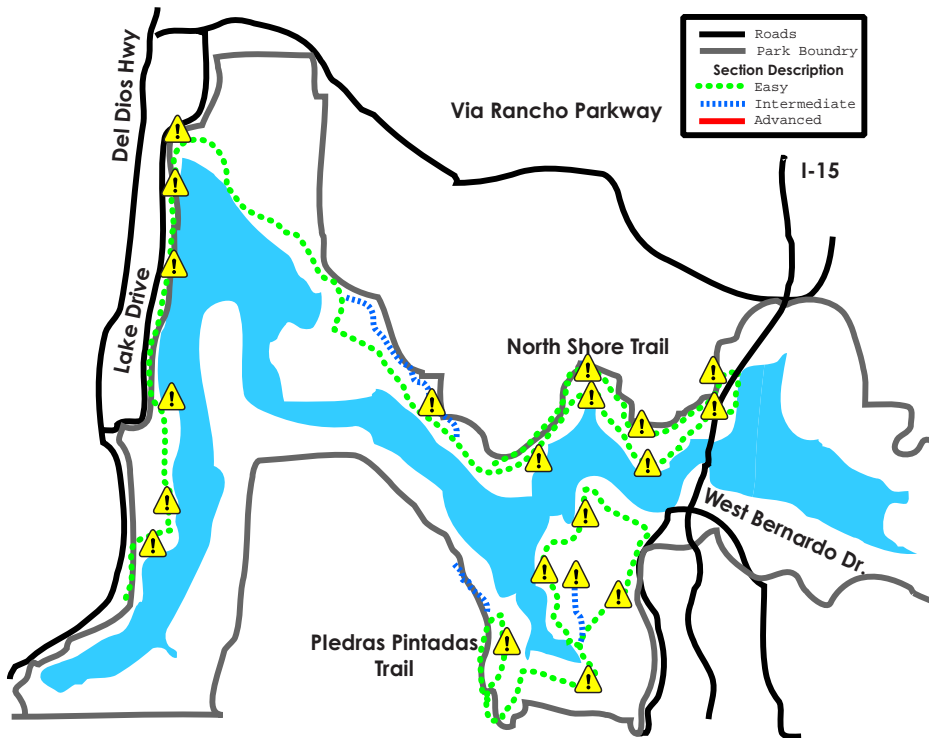 Roads
Park Boundry
Section Description
Easy
Intermediate
Advanced
Del Dios Hwy
Via Rancho Parkway
I-15
Lake Drive
North Shore Trail
West Bernardo Dr.
PIedras Pintadas
Trail